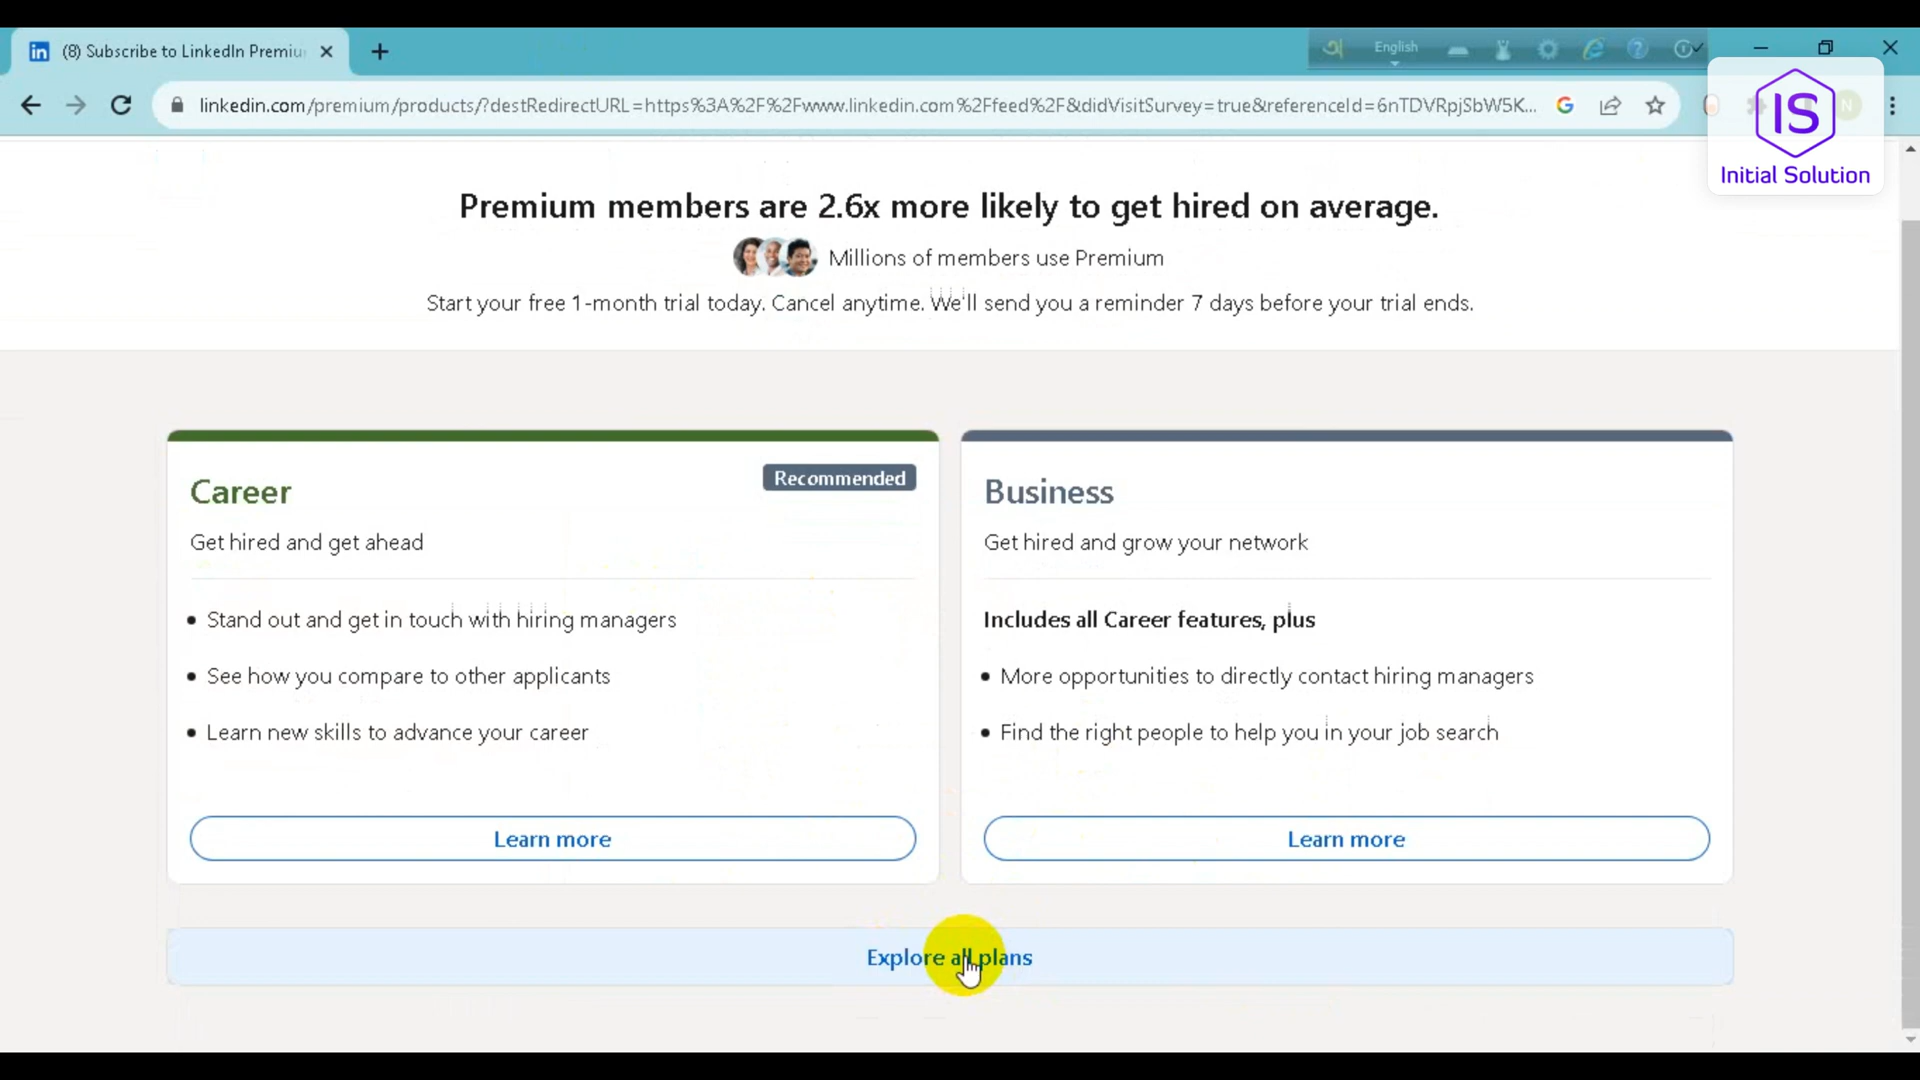 (8) Subscribe to LinkedIn Premiu
English
linkedin.com/premium/products/?destRedirectURL=https%3A%2F%2Fwww.linkedin.com%2Ffeed%2F&didVisitSurvey=true&referenceId=6nTDVRpjSbW5K...
IS
Initial Solution
Premium members are 2.6x more likely to get hired on average.
Millions of members use Premium
Start your free 1-month trial today. Cancel anytime. We'll send you a reminder 7 days before your trial ends.
Career
Recommended
Get hired and get ahead
Stand out and get in touch with hiring managers
See how you compare to other applicants
Learn new skills to advance your career
Learn more
Business
Get hired and grow your network
Includes all Career features, plus
More opportunities to directly contact hiring managers
Find the right people to help you in your job search
Learn more
Explore all plans